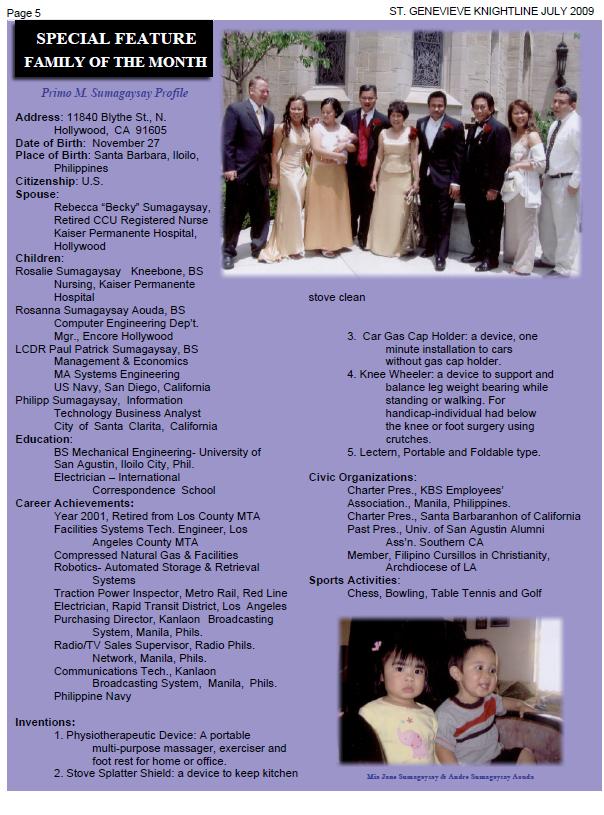 Page 5
ST. GENEVIEVE KNIGHTLINE JULY 2009
SPECIAL FEATURE
FAMILY OF THE MONTH
Primo M. Sumagaysay Profile
Address: 11840 Blythe St., N.
Hollywood, CA 91605
Date of Birth: November 27
Place of Birth: Santa Barbara, Iloilo,
Philippines
Citizenship: U.S.
Spouse:
Rebecca “Becky” Sumagaysay,
Retired CCU Registered Nurse
Kaiser Permanente Hospital,
Hollywood
Children:
Rosalie Sumagaysay Kneebone, BS
Nursing, Kaiser Permanente
Hospital
Rosanna Sumagaysay Aouda, BS
Computer Engineering Dep’t.
Mgr., Encore Hollywood
LCDR Paul Patrick Sumagaysay, BS
Management & Economics
MA Systems Engineering
US Navy, San Diego, California
Philipp Sumagaysay, Information
Technology Business Analyst
City of Santa Clarita, California
Education:
BS Mechanical Engineering- University of
San Agustin, Iloilo City, Phil.
Electrician – International
Correspondence School
Career Achievements:
Year 2001, Retired from Los County MTA
Facilities Systems Tech. Engineer, Los
Angeles County MTA
Compressed Natural Gas & Facilities
Robotics- Automated Storage & Retrieval
Systems
Traction Power Inspector, Metro Rail, Red Line
Electrician, Rapid Transit District, Los Angeles
Purchasing Director, Kanlaon Broadcasting
System, Manila, Phils.
Radio/TV Sales Supervisor, Radio Phils.
Network, Manila, Phils.
Communications Tech., Kanlaon
Broadcasting System, Manila, Phils.
Philippine Navy
Inventions:
1. Physiotherapeutic Device: A portable
multi-purpose massager, exerciser and
foot rest for home or office.
2. Stove Splatter Shield: a device to keep kitchen
stove clean
3. Car Gas Cap Holder: a device, one
minute installation to cars
without gas cap holder.
4. Knee Wheeler: a device to support and
balance leg weight bearing while
standing or walking. For
handicap-individual had below
the knee or foot surgery using
crutches.
5. Lectern, Portable and Foldable type.
Civic Organizations:
Charter Pres., KBS Employees’
Association., Manila, Philippines.
Charter Pres., Santa Barbaranhon of California
Past Pres., Univ. of San Agustin Alumni
Ass’n. Southern CA
Member, Filipino Cursillos in Christianity,
Archdiocese of LA
Sports Activities:
Chess, Bowling, Table Tennis and Golf
Mia Jane Sumagaysay & Andre Sumagaysay Aouda